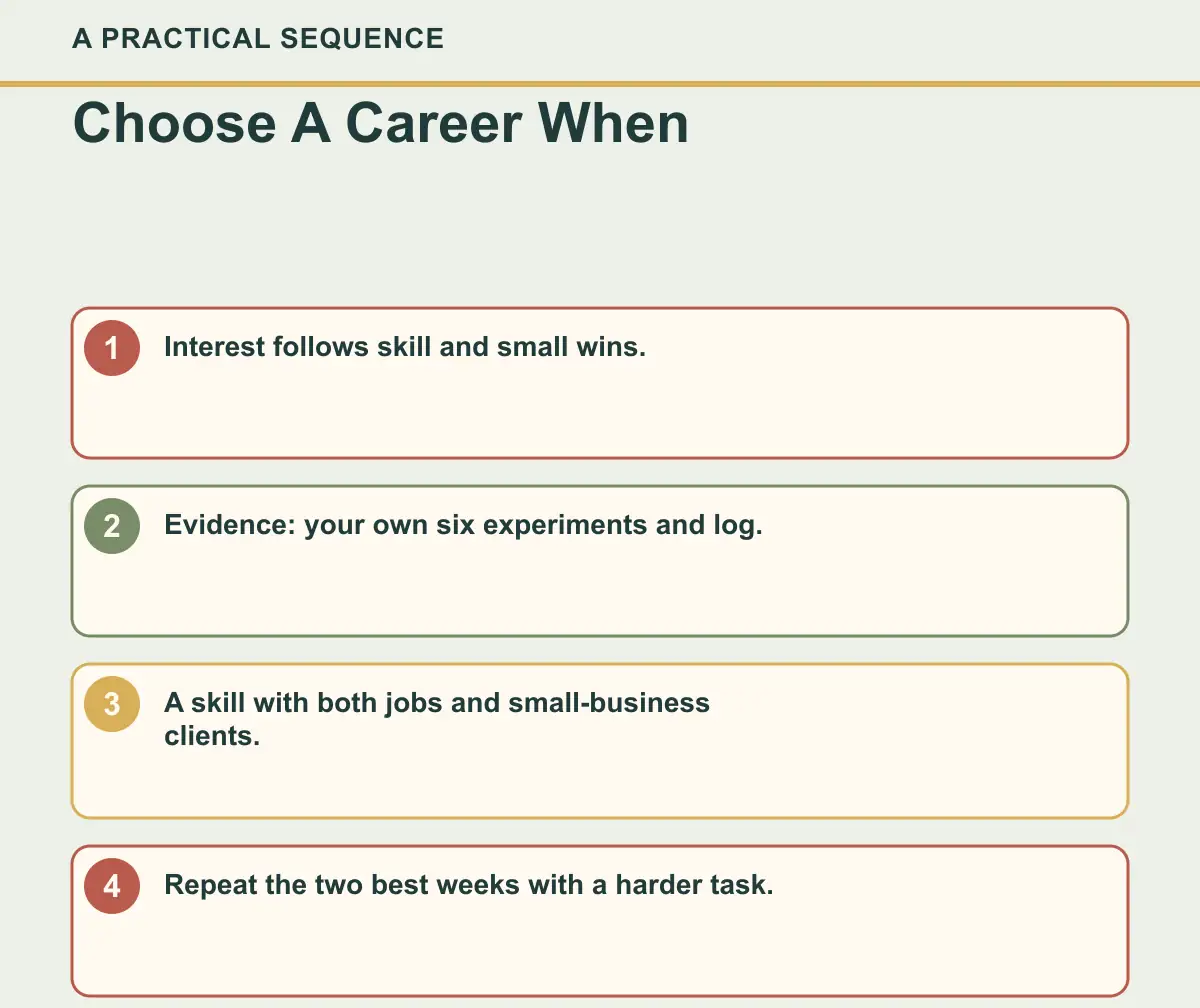 A PRACTICAL SEQUENCE
Choose A Career When
1
Interest follows skill and small wins.
2
Evidence: your own six experiments and log.
3
A skill with both jobs and small-business
clients.
4
Repeat the two best weeks with a harder task.